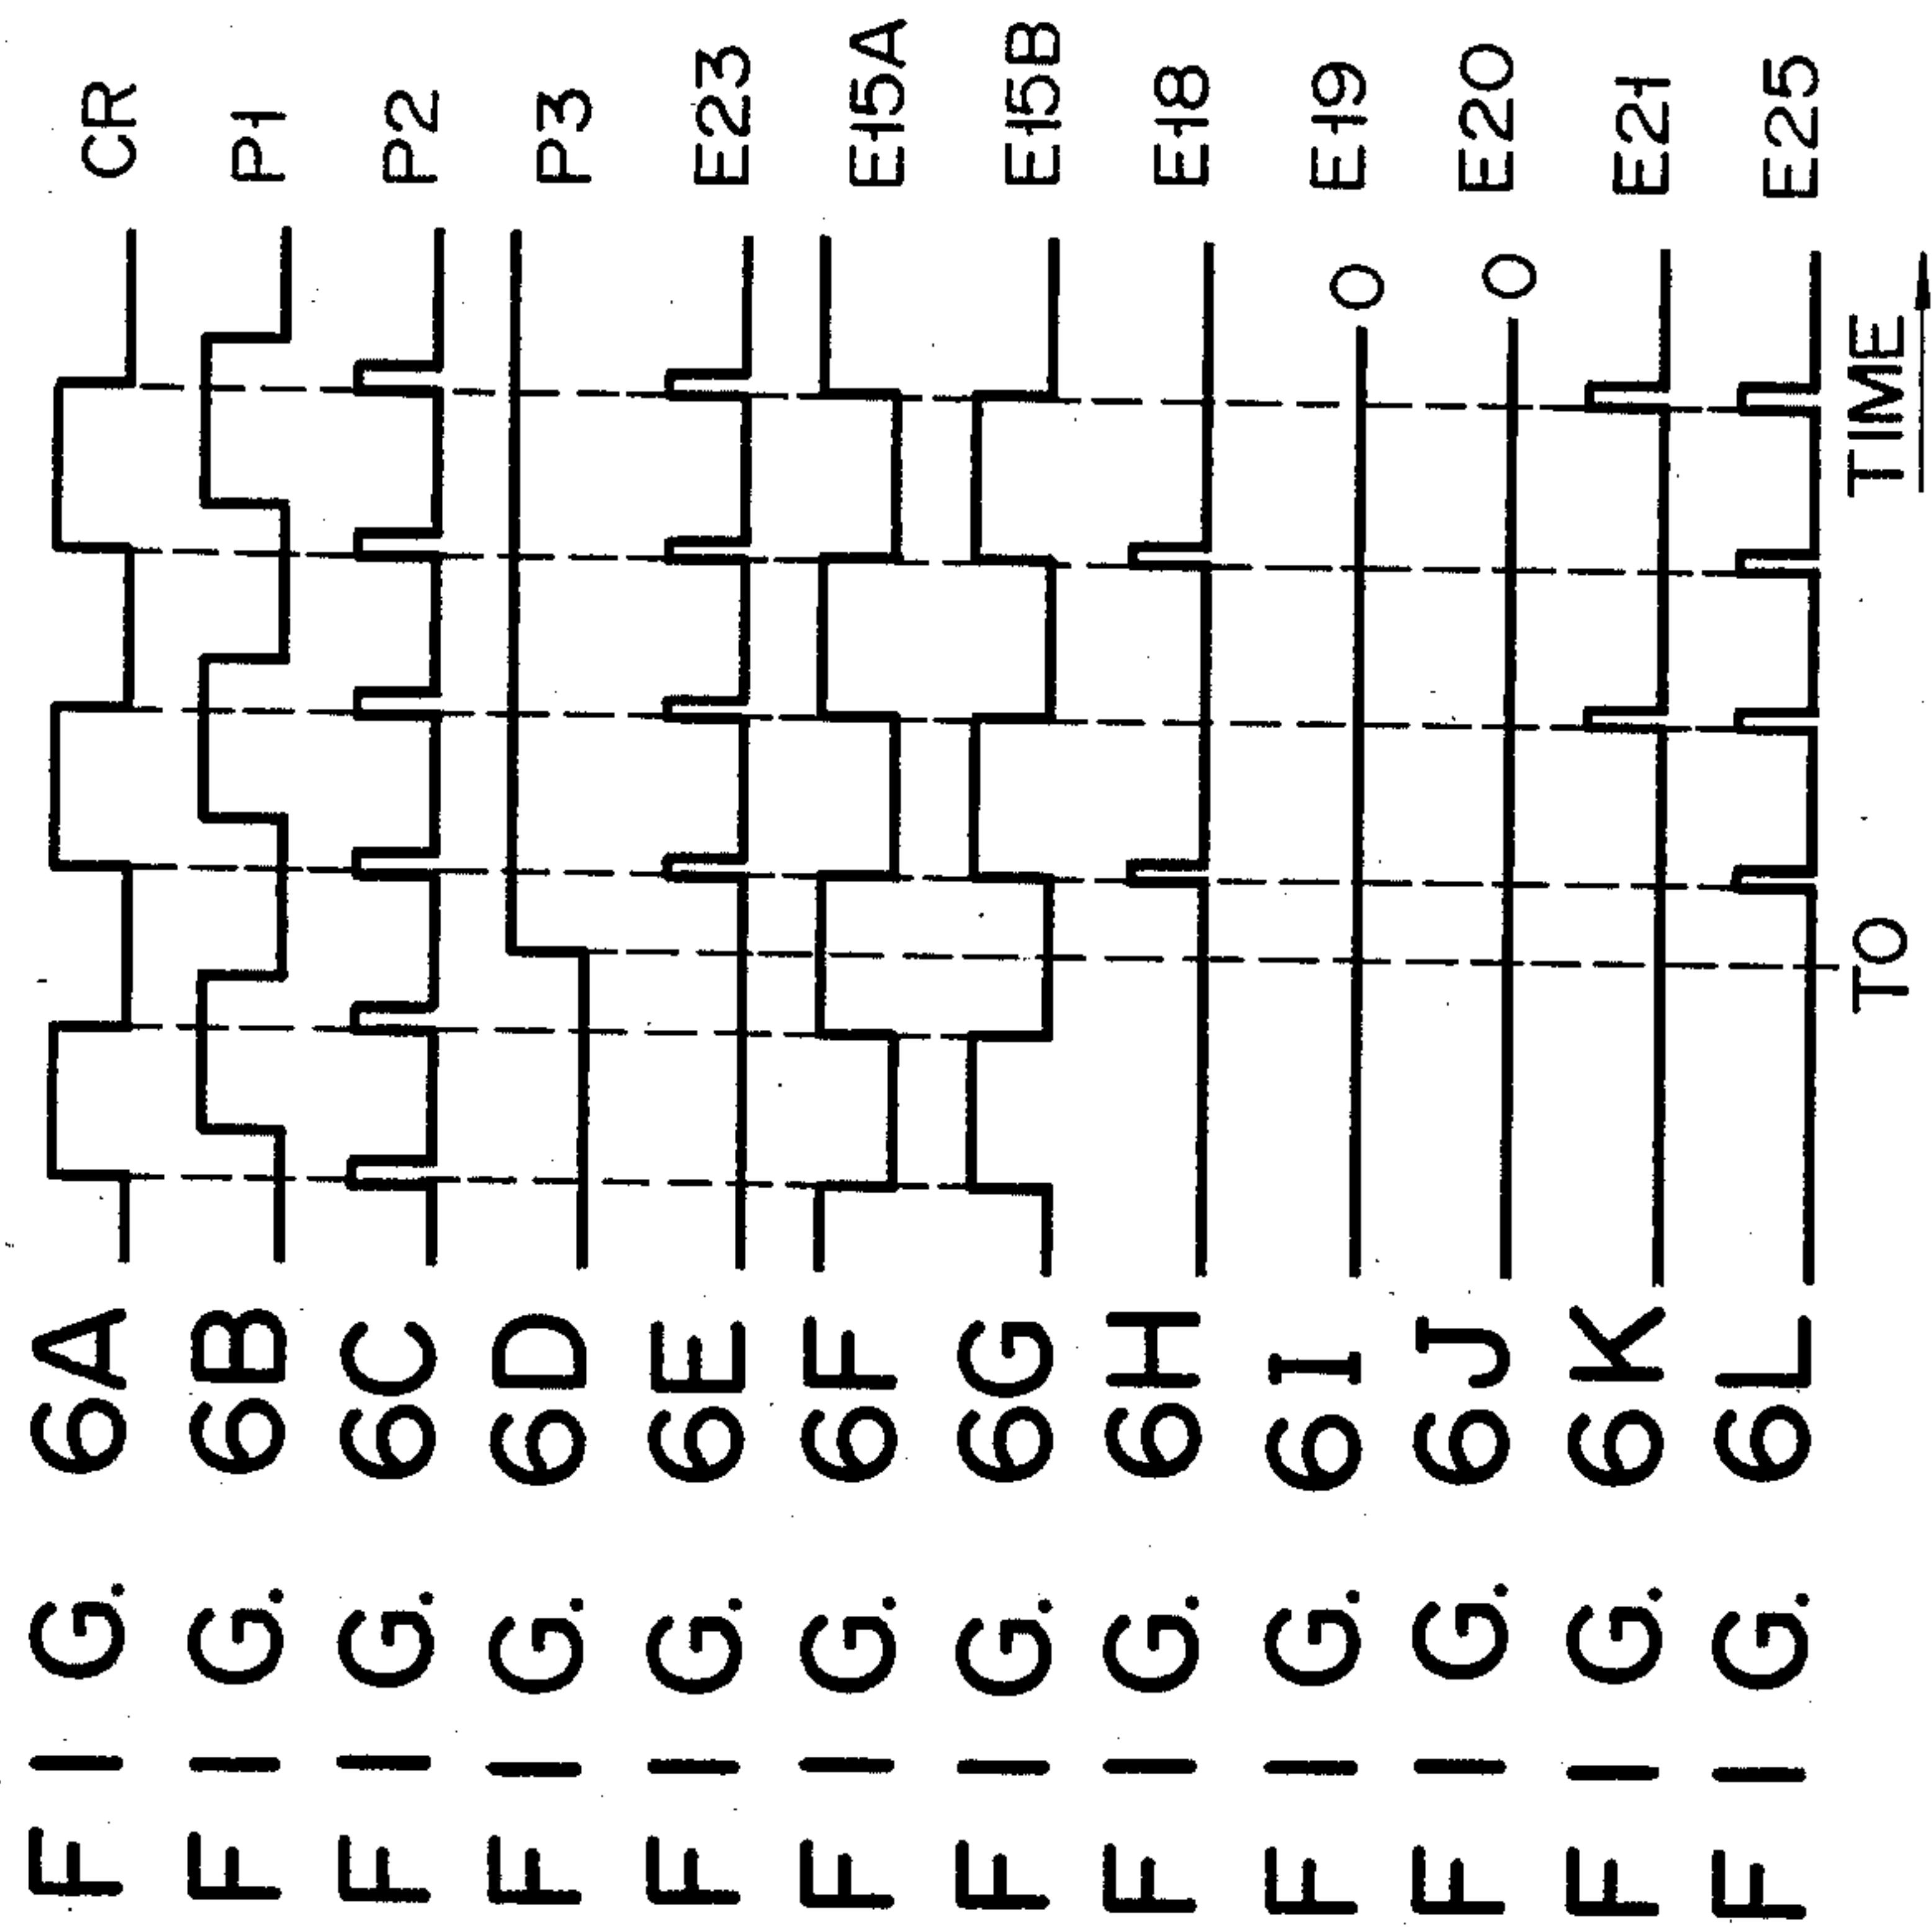 FIG. 6A CR
FIG. 6B P1
FIG. 6C P2
FIG. 6D P3
FIG. 6E E23
FIG. 6F E15A
FIG. 6G E15B
FIG. 6H E18
FIG. 6I 0 E19
FIG. 6J 0 E20
FIG. 6K E21
FIG. 6L E25
TO TIME